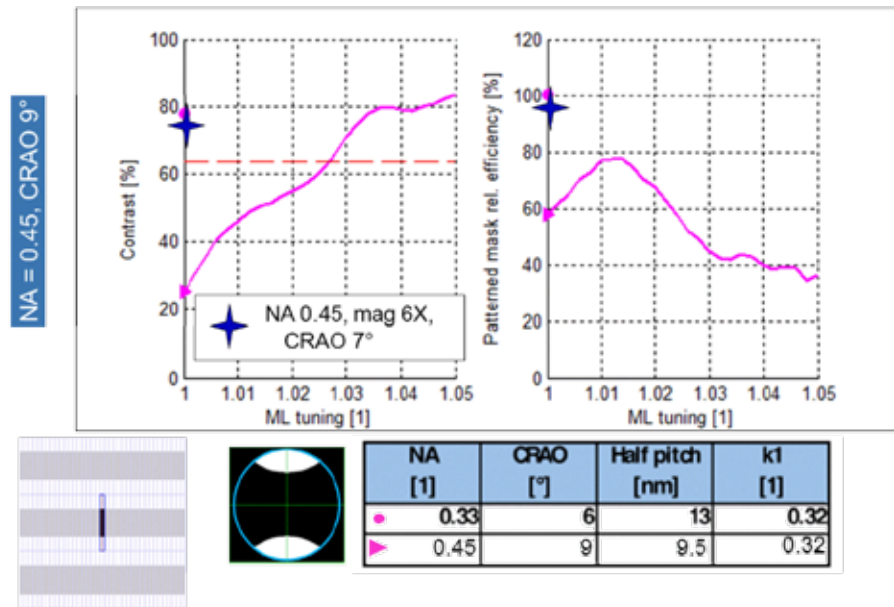 NA = 0.45, CRAO 9°
Contrast [%]
100
80
60
40
20
0
1 1.01 1.02 1.03 1.04 1.05
ML tuning [1]
NA 0.45, mag 6X,
CRAO 7°
Patterned mask rel. efficiency [%]
120
100
80
60
40
20
0
1 1.01 1.02 1.03 1.04 1.05
ML tuning [1]
NA CRAO Half pitch k1
[1] [°] [nm] [1]
0.33 6 13 0.32
0.45 9 9.5 0.32